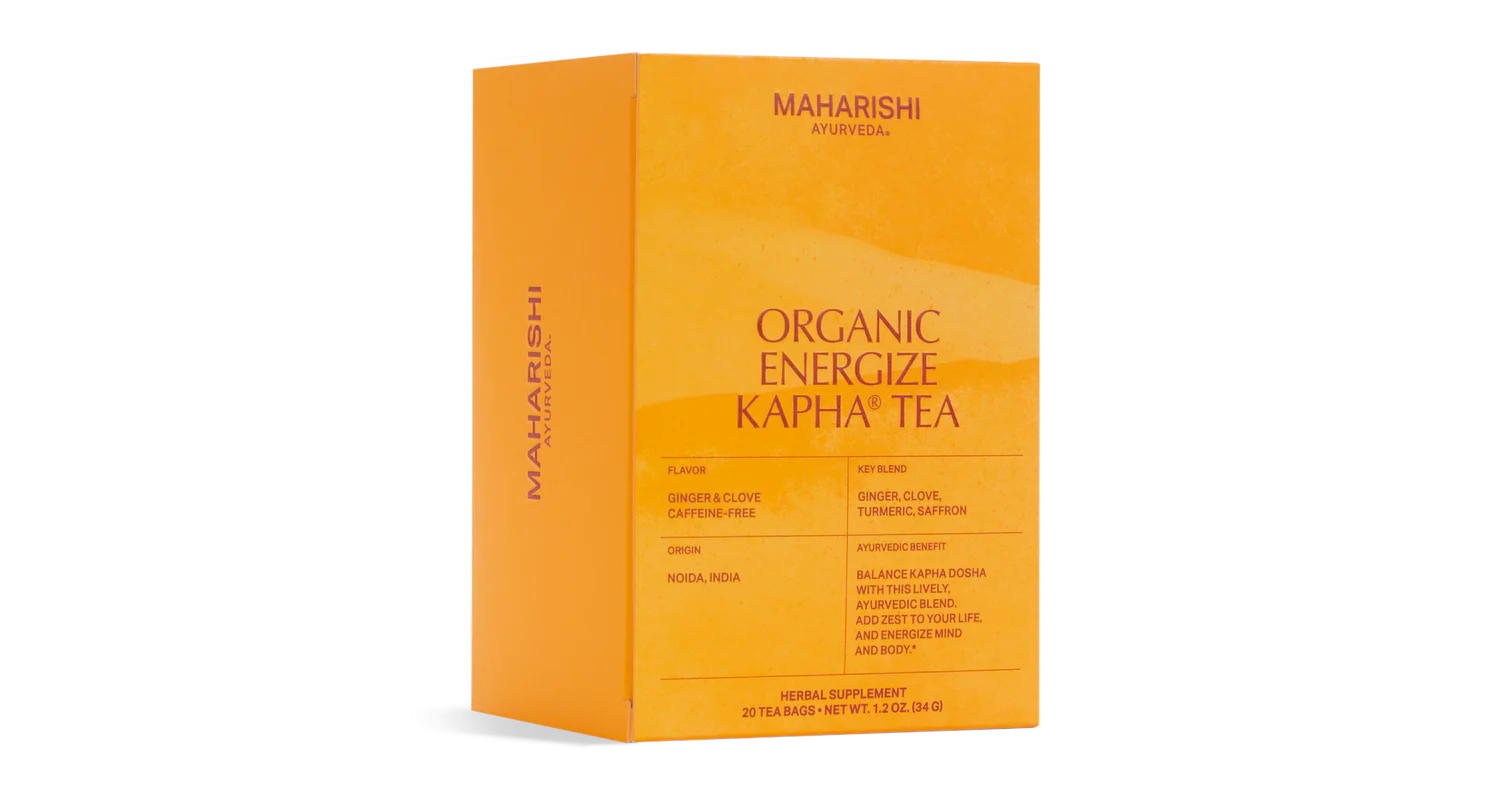 MAHARISHI
AYURVEDA®
MAHARISHI
AYURVEDA®
ORGANIC
ENERGIZE
KAPHA® TEA
FLAVOR
GINGER & CLOVE
CAFFEINE-FREE
KEY BLEND
GINGER, CLOVE,
TURMERIC, SAFFRON
ORIGIN
NOIDA, INDIA
AYURVEDIC BENEFIT
BALANCE KAPHA DOSHA
WITH THIS LIVELY,
AYURVEDIC BLEND.
ADD ZEST TO YOUR LIFE,
AND ENERGIZE MIND
AND BODY.*
HERBAL SUPPLEMENT
20 TEA BAGS • NET WT. 1.2 OZ. (34 G)